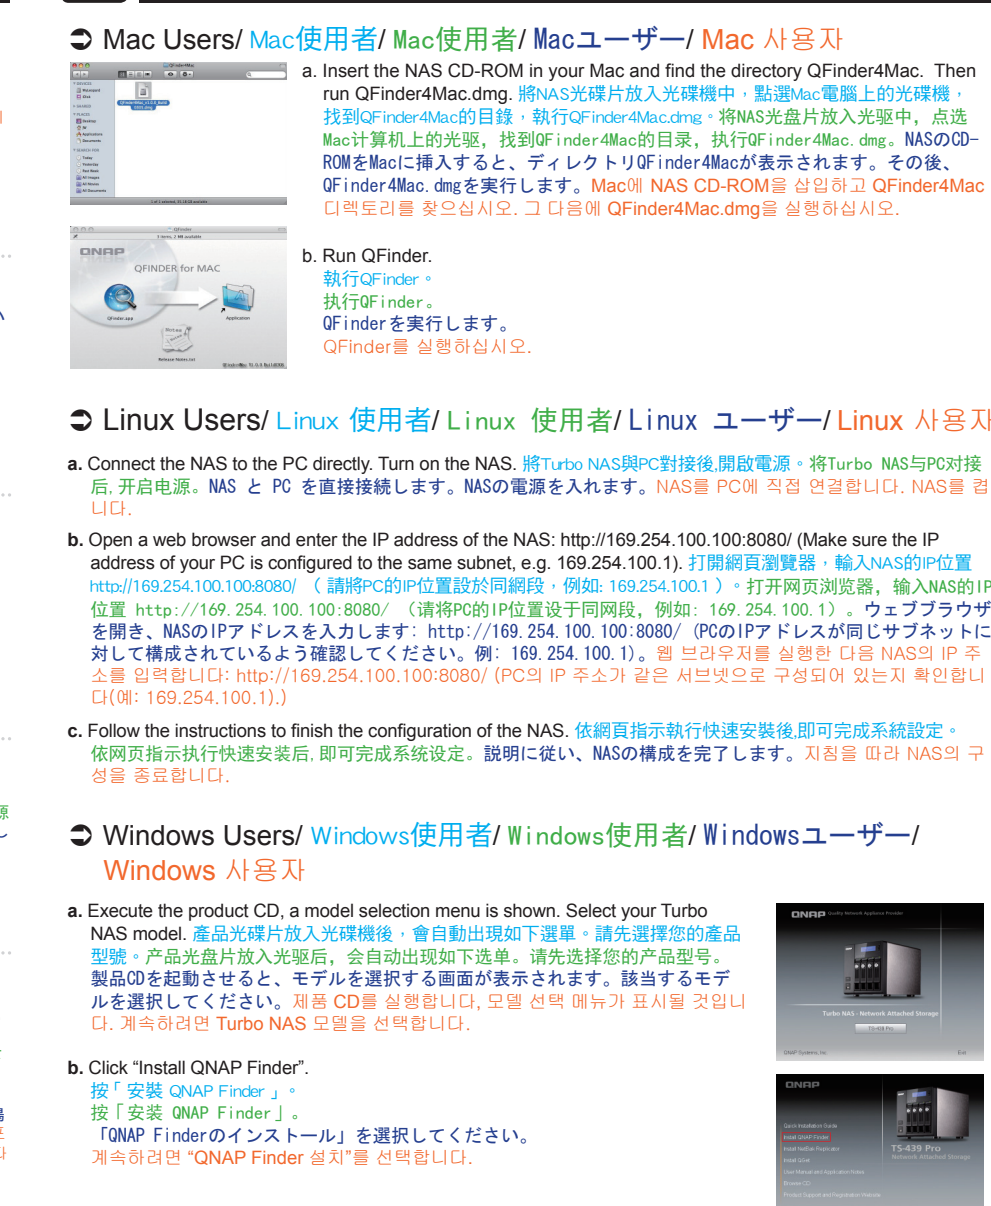 ➲ Mac Users/ Mac使用者/ Mac使用者/ Macユーザー/ Mac 사용자
a. Insert the NAS CD-ROM in your Mac and find the directory QFinder4Mac. Then
run QFinder4Mac.dmg. 將NAS光碟片放入光碟機中，點選Mac電腦上的光碟機，
找到QFinder4Mac的目錄，執行QFinder4Mac.dmg。将NAS光盘片放入光驱中, 点选
Mac计算机上的光驱, 找到QFinder4Mac的目录, 执行QFinder4Mac.dmg。NASのCD-
ROMをMacに挿入すると、ディレクトリQFinder4Macが表示されます。その後、
QFinder4Mac.dmgを実行します。Mac에 NAS CD-ROM을 삽입하고 QFinder4Mac
디렉토리를 찾으십시오. 그 다음에 QFinder4Mac.dmg을 실행하십시오.
QFinder
3 items, 2 MB available
QNAP
QFINDER for MAC
QFinder.app
Application
Release Notes.txt
b. Run QFinder.
執行QFinder。
执行QFinder。
QFinderを実行します。
QFinder를 실행하십시오.
➲ Linux Users/ Linux 使用者/ Linux 使用者/ Linux ユーザー/ Linux 사용자
a. Connect the NAS to the PC directly. Turn on the NAS. 將Turbo NAS與PC對接後,開啟電源。将Turbo NAS与PC对接
后, 开启电源。NAS と PC を直接接続します。NASの電源を入れます。NAS를 PC에 직접 연결합니다. NAS를 켭
니다.
b. Open a web browser and enter the IP address of the NAS: http://169.254.100.100:8080/ (Make sure the IP
address of your PC is configured to the same subnet, e.g. 169.254.100.1). 打開網頁瀏覽器，輸入NAS的IP位置
http://169.254.100.100:8080/ （ 請將PC的IP位置設於同網段，例如: 169.254.100.1 ）。打开网页浏览器, 输入NAS的IP
位置 http://169.254.100.100:8080/ （请将PC的IP位置设于同网段, 例如: 169.254.100.1）。ウェブブラウザ
を開き、NASのIPアドレスを入力します: http://169.254.100.100:8080/ (PCのIPアドレスが同じサブネットに
対して構成されているよう確認してください。例: 169.254.100.1)。웹 브라우저를 실행한 다음 NAS의 IP 주
소를 입력합니다: http://169.254.100.100:8080/ (PC의 IP 주소가 같은 서브넷으로 구성되어 있는지 확인합니
다(예: 169.254.100.1).)
c. Follow the instructions to finish the configuration of the NAS. 依網頁指示執行快速安裝後,即可完成系統設定。
依网页指示执行快速安装后, 即可完成系统设定。説明に従い、NASの構成を完了します。지침을 따라 NAS의 구
성을 종료합니다.
➲ Windows Users/ Windows使用者/ Windows使用者/ Windowsユーザー/
Windows 사용자
a. Execute the product CD, a model selection menu is shown. Select your Turbo
NAS model. 產品光碟片放入光碟機後，會自動出現如下選單。請先選擇您的產品
型號。产品光盘片放入光驱后, 会自动出现如下选单。请先选择您的产品型号。
製品CDを起動させると、モデルを選択する画面が表示されます。該当するモデ
ルを選択してください。제품 CD를 실행합니다, 모델 선택 메뉴가 표시될 것입니
다. 계속하려면 Turbo NAS 모델을 선택합니다.
QNAP Quality Network Appliance Provider
Turbo NAS - Network Attached Storage
TS-439 Pro
QNAP Systems, Inc.
Exit
b. Click “Install QNAP Finder”.
按「 安裝 QNAP Finder 」。
按「安装 QNAP Finder」。
「QNAP Finderのインストール」を選択してください。
계속하려면 “QNAP Finder 설치”를 선택합니다.
QNAP
Quick Installation Guide
Install QNAP Finder
Install NetBak Replicator
Install QGet
User Manual and Application Notes
Browse CD
Product Support and Registration Website
TS-439 Pro
Network Attached Storage